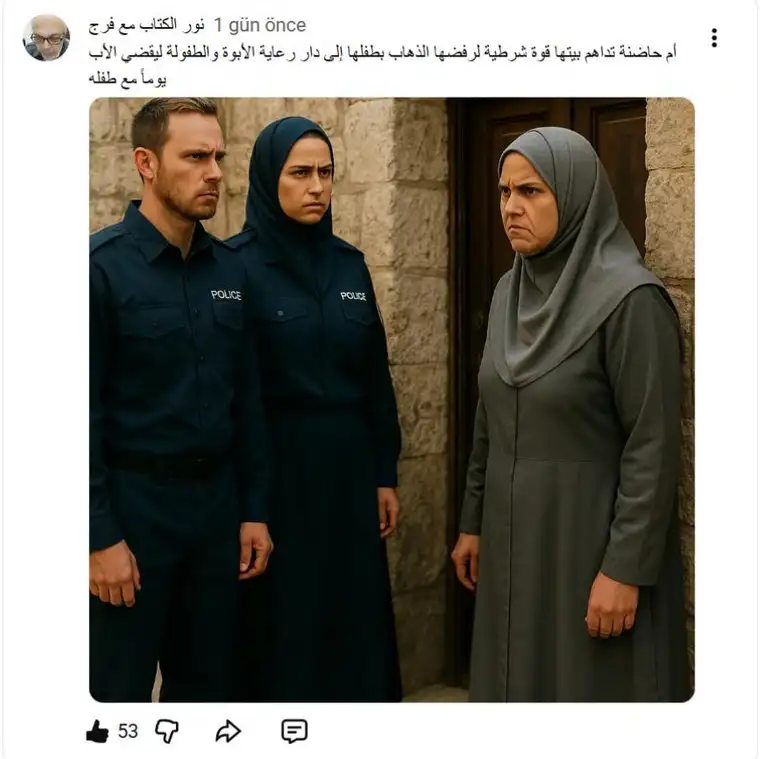 نور الكتاب مع فرج 1 gün önce
أم حاضنة تداهم بيتها قوة شرطية لرفضها الذهاب بطفلها إلى دار رعاية الأبوة والطفولة ليقضي الأب
يوماً مع طفله
POLICE
POLICE
53